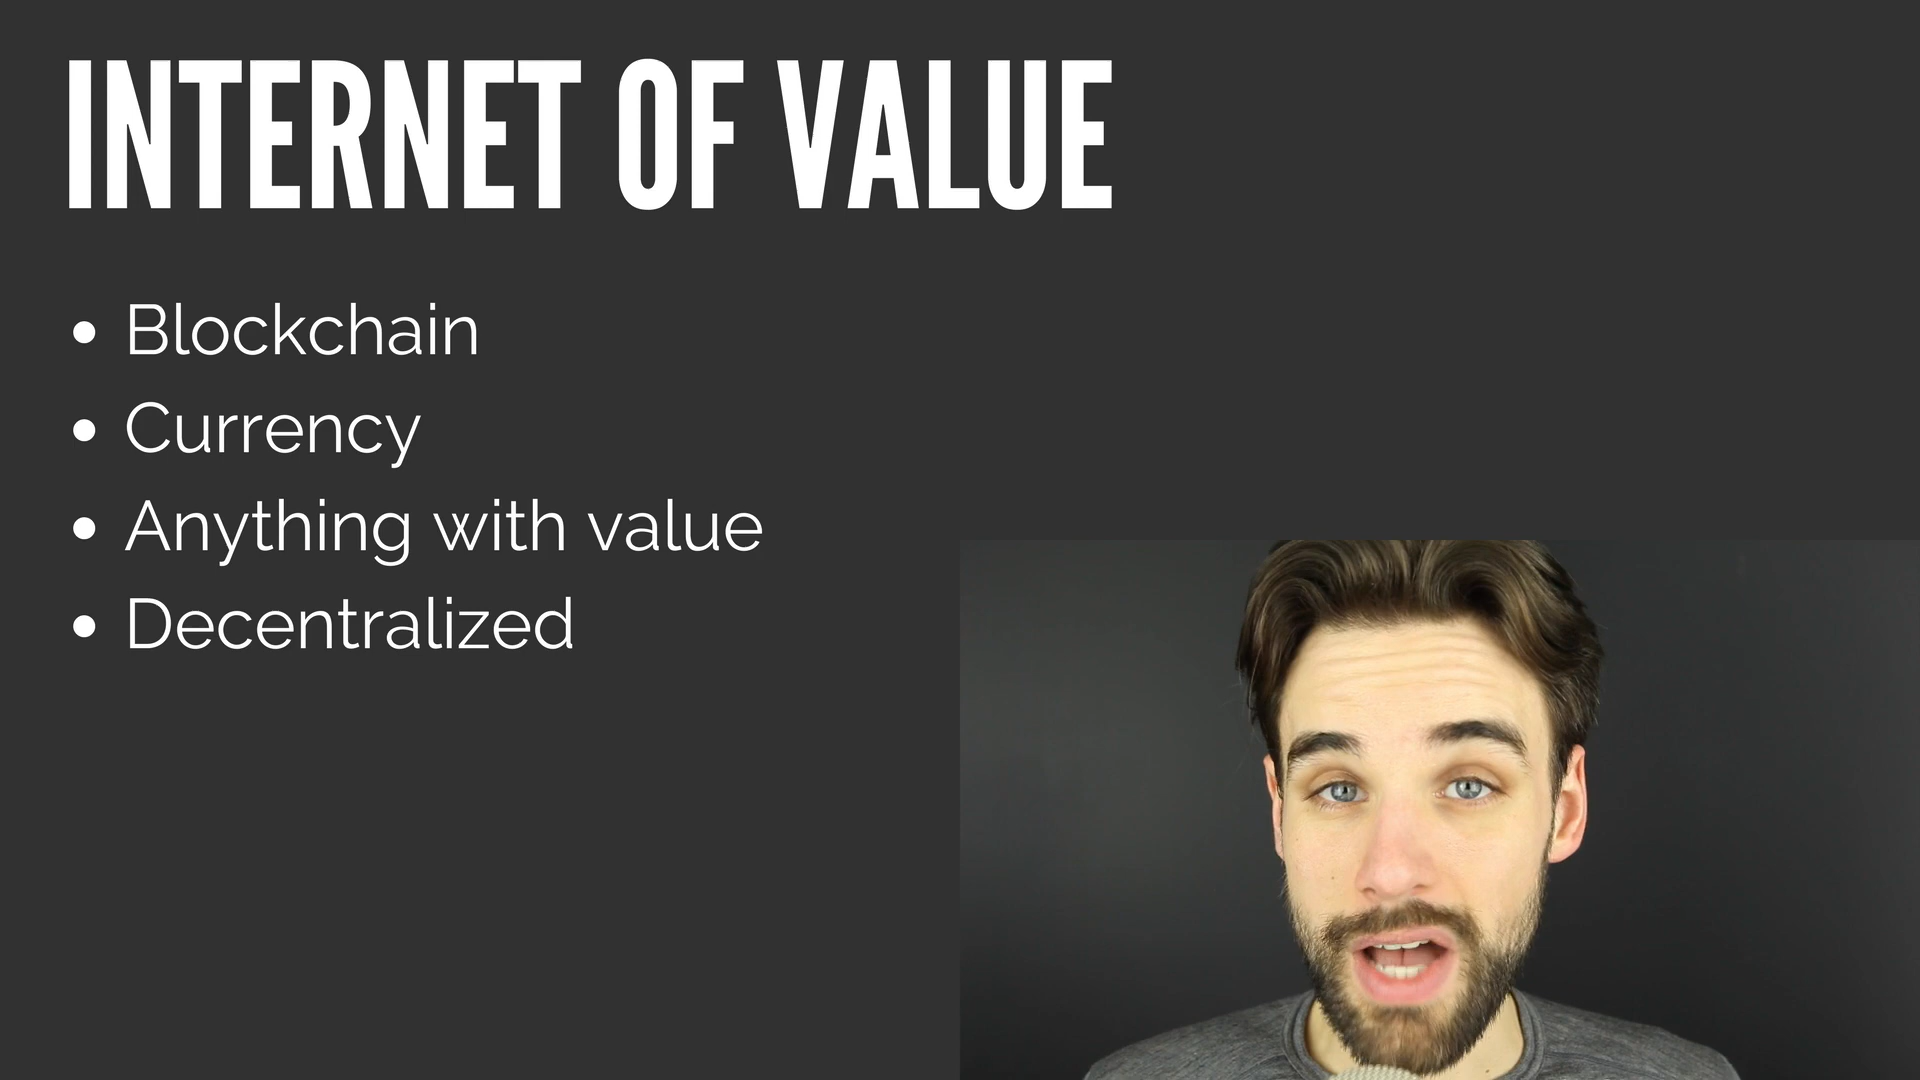 INTERNET OF VALUE
• Blockchain
• Currency
• Anything with value
• Decentralized